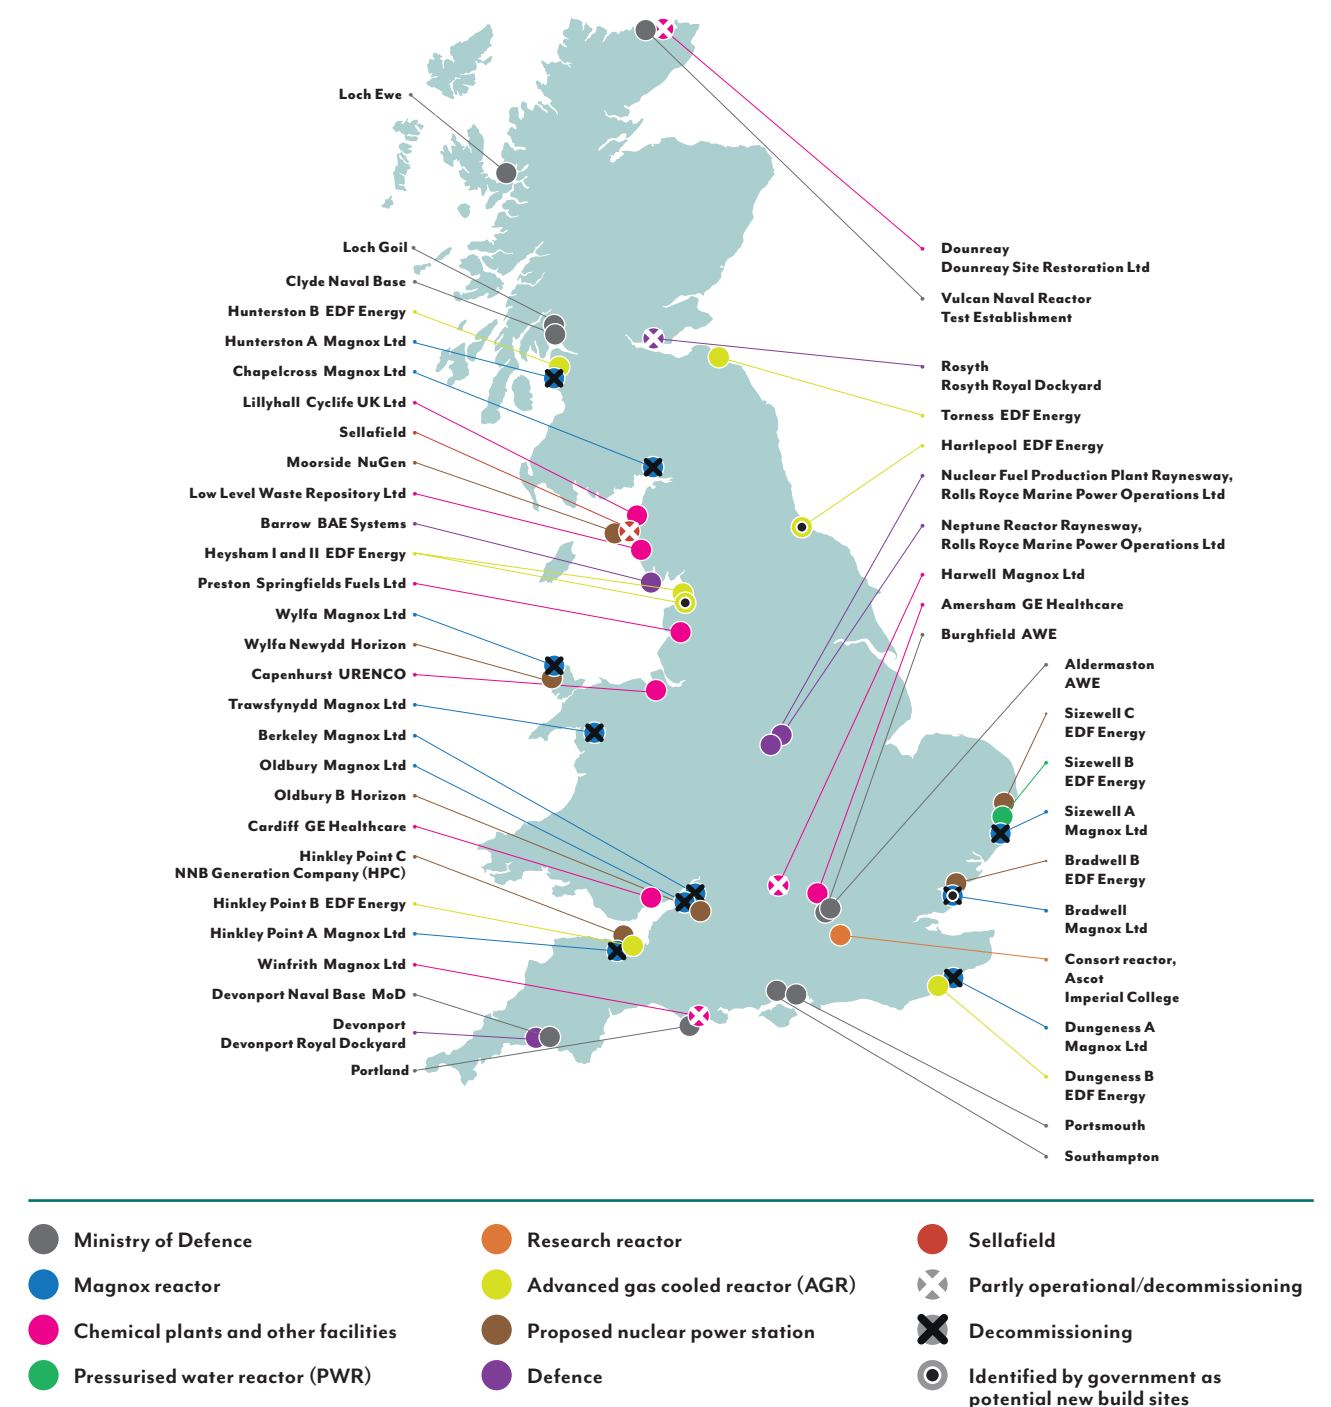 Loch Ewe
Loch Goil
Clyde Naval Base
Hunterston B EDF Energy
Hunterston A Magnox Ltd
Chapelcross Magnox Ltd
Lillyhall Cyclife UK Ltd
Sellafield
Moorside NuGen
Low Level Waste Repository Ltd
Barrow BAE Systems
Heysham I and II EDF Energy
Preston Springfields Fuels Ltd
Wylfa Magnox Ltd
Wylfa Newydd Horizon
Capenhurst URENCO
Trawsfynydd Magnox Ltd
Berkeley Magnox Ltd
Oldbury Magnox Ltd
Oldbury B Horizon
Cardiff GE Healthcare
Hinkley Point C
NNB Generation Company (HPC)
Hinkley Point B EDF Energy
Hinkley Point A Magnox Ltd
Winfrith Magnox Ltd
Devonport Naval Base MoD
Devonport
Devonport Royal Dockyard
Portland
Dounreay
Dounreay Site Restoration Ltd
Vulcan Naval Reactor
Test Establishment
Rosyth
Rosyth Royal Dockyard
Torness EDF Energy
Hartlepool EDF Energy
Nuclear Fuel Production Plant Raynesway,
Rolls Royce Marine Power Operations Ltd
Neptune Reactor Raynesway,
Rolls Royce Marine Power Operations Ltd
Harwell Magnox Ltd
Amersham GE Healthcare
Burghfield AWE
Aldermaston
AWE
Sizewell C
EDF Energy
Sizewell B
EDF Energy
Sizewell A
Magnox Ltd
Bradwell B
EDF Energy
Bradwell
Magnox Ltd
Consort reactor,
Ascot
Imperial College
Dungeness A
Magnox Ltd
Dungeness B
EDF Energy
Portsmouth
Southampton
Ministry of Defence
Magnox reactor
Chemical plants and other facilities
Pressurised water reactor (PWR)
Research reactor
Advanced gas cooled reactor (AGR)
Proposed nuclear power station
Defence
Sellafield
Partly operational/decommissioning
Decommissioning
Identified by government as
potential new build sites